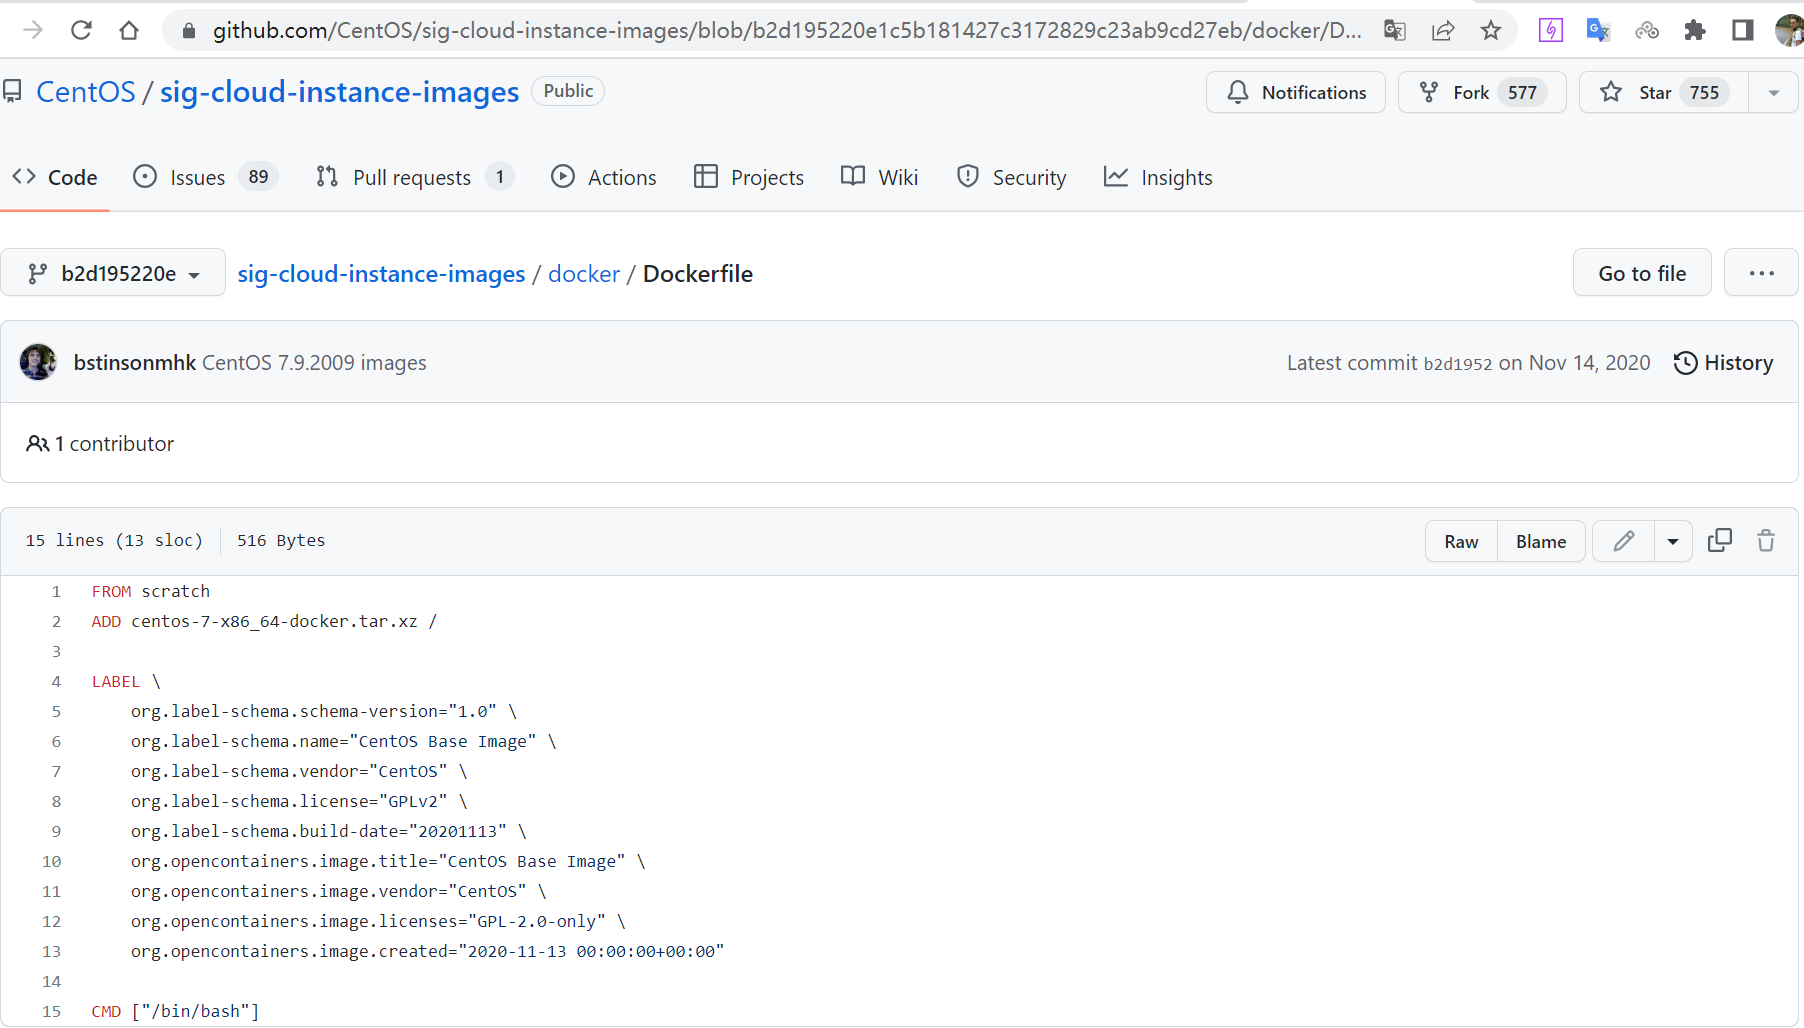 github.com/CentOS/sig-cloud-instance-images/blob/b2d195220e1c5b181427c3172829c23ab9cd27eb/docker/D...
CentOS / sig-cloud-instance-images Public Notifications Fork 577 Star 755
Code Issues 89 Pull requests 1 Actions Projects Wiki Security Insights
b2d195220e sig-cloud-instance-images / docker / Dockerfile Go to file ...
bstinsonmhk CentOS 7.9.2009 images Latest commit b2d1952 on Nov 14, 2020 History
1 contributor
15 lines (13 sloc) 516 Bytes Raw Blame
1 FROM scratch
2 ADD centos-7-x86_64-docker.tar.xz /
3
4 LABEL \
5 org.label-schema.schema-version="1.0" \
6 org.label-schema.name="CentOS Base Image" \
7 org.label-schema.vendor="CentOS" \
8 org.label-schema.license="GPLv2" \
9 org.label-schema.build-date="20201113" \
10 org.opencontainers.image.title="CentOS Base Image" \
11 org.opencontainers.image.vendor="CentOS" \
12 org.opencontainers.image.licenses="GPL-2.0-only" \
13 org.opencontainers.image.created="2020-11-13 00:00:00+00:00"
14
15 CMD ["/bin/bash"]